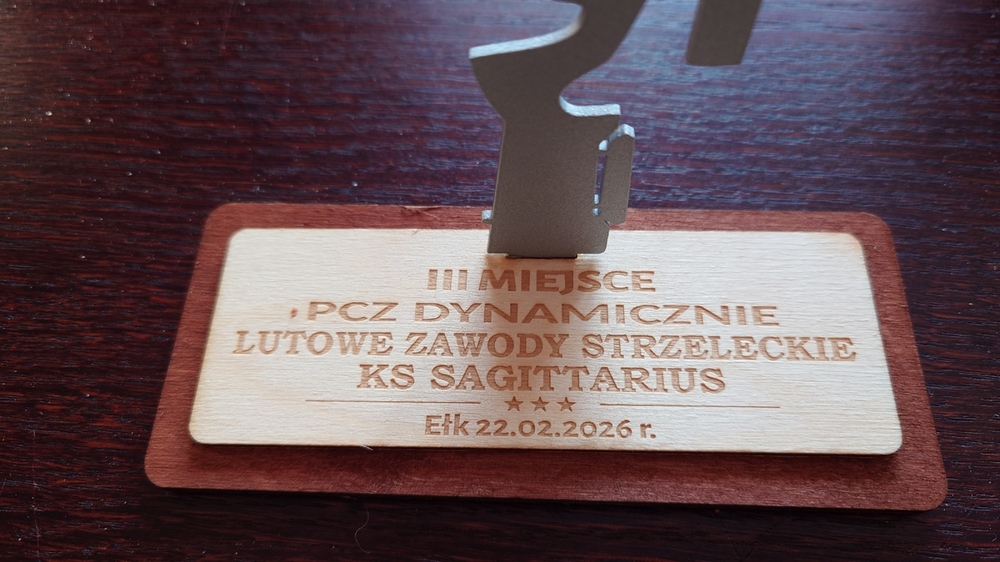 III MIEJSCE
PCZ DYNAMICZNIE
LUTOWE ZAWODY STRZELECKIE
KS SAGITTARIUS
Ełk 22.02.2026 r.